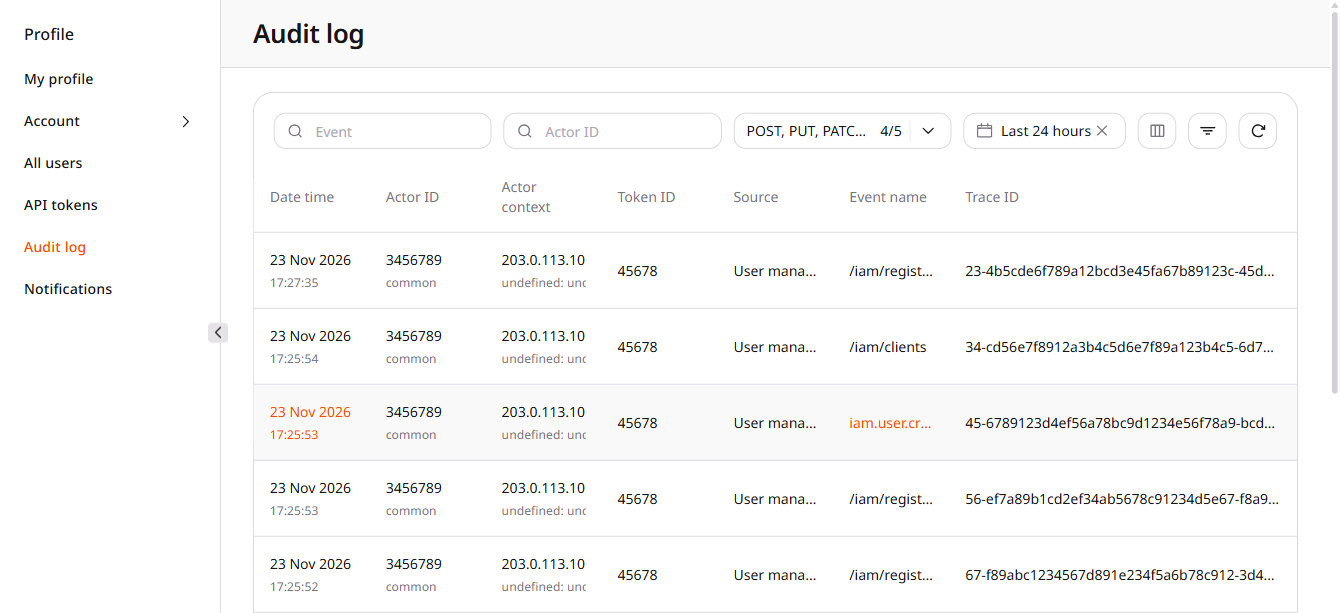 Profile
My profile
Account
All users
API tokens
Audit log
Notifications
Audit log
Event
Actor ID
POST, PUT, PATC... 4/5
Last 24 hours
Date time Actor ID Actor context Token ID Source Event name Trace ID
23 Nov 2026 3456789 203.0.113.10 45678 User mana... /iam/regist... 23-4b5cde6f789a12bcd3e45fa67b89123c-45d...
17:27:35 common undefined: unc
23 Nov 2026 3456789 203.0.113.10 45678 User mana... /iam/clients 34-cd56e7f8912a3b4c5d6e7f89a123b4c5-6d7...
17:25:54 common undefined: unc
23 Nov 2026 3456789 203.0.113.10 45678 User mana... iam.user.cr... 45-6789123d4ef56a78bc9d1234e56f78a9-bcd...
17:25:53 common undefined: unc
23 Nov 2026 3456789 203.0.113.10 45678 User mana... /iam/regist... 56-ef7a89b1cd2ef34ab5678c91234d5e67-f8a9...
17:25:53 common undefined: unc
23 Nov 2026 3456789 203.0.113.10 45678 User mana... /iam/regist... 67-f89abc1234567d891e234f5a6b78c912-3d4...
17:25:52 common undefined: unc